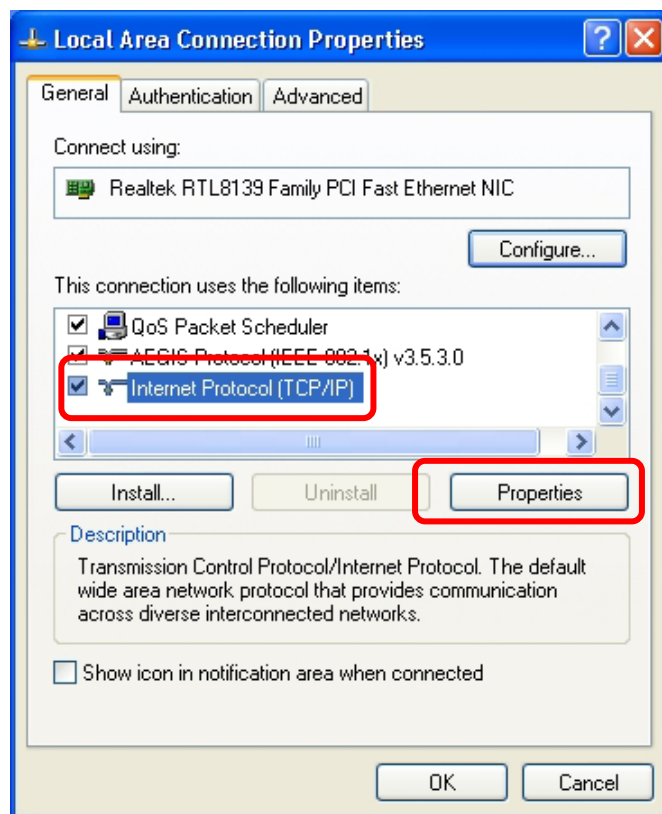 Local Area Connection Properties
General Authentication Advanced
Connect using:
Realtek RTL8139 Family PCI Fast Ethernet NIC
Configure...
This connection uses the following items:
QoS Packet Scheduler
AEGIS Protocol (IEEE 802.1x) v3.5.3.0
Internet Protocol (TCP/IP)
Install... Uninstall Properties
Description
Transmission Control Protocol/Internet Protocol. The default
wide area network protocol that provides communication
across diverse interconnected networks.
Show icon in notification area when connected
OK Cancel